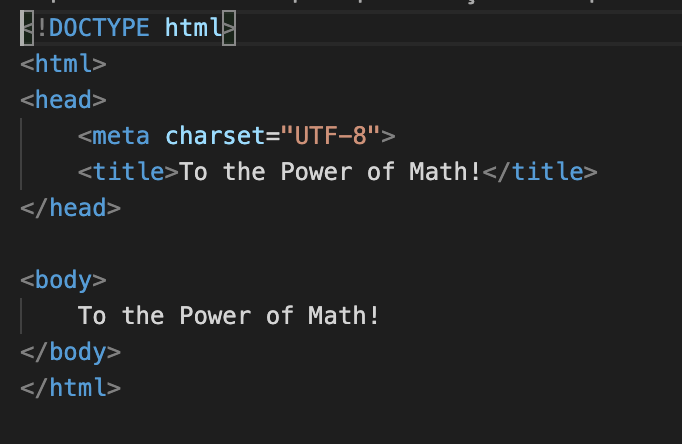 <!DOCTYPE html>
<html>
<head>
    <meta charset="UTF-8">
    <title>To the Power of Math!</title>
</head>

<body>
    To the Power of Math!
</body>
</html>